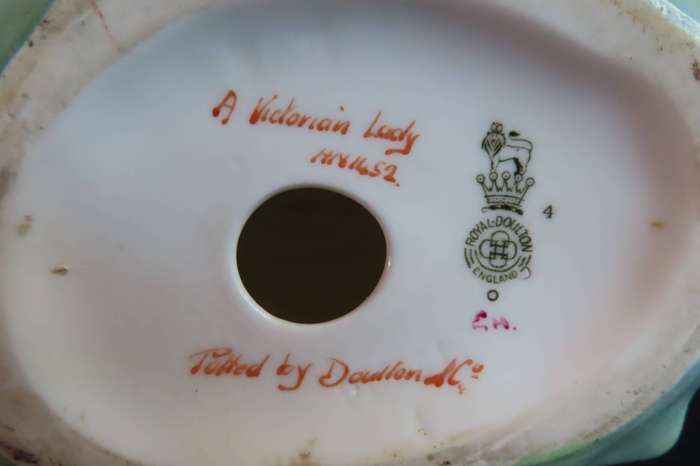 A Victorian Lady
HN1452.
4
ROYAL·DOULTON
ENGLAND
E.H.
Potted by Doulton & Co